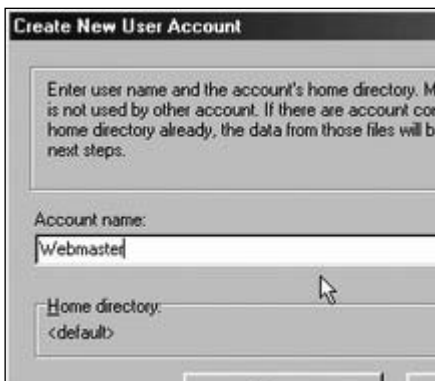 Create New User Account
Enter user name and the account's home directory.
is not used by other account. If there are account
home directory already, the data from those files will
next steps.
Account name:
Webmaster
Home directory:
<default>